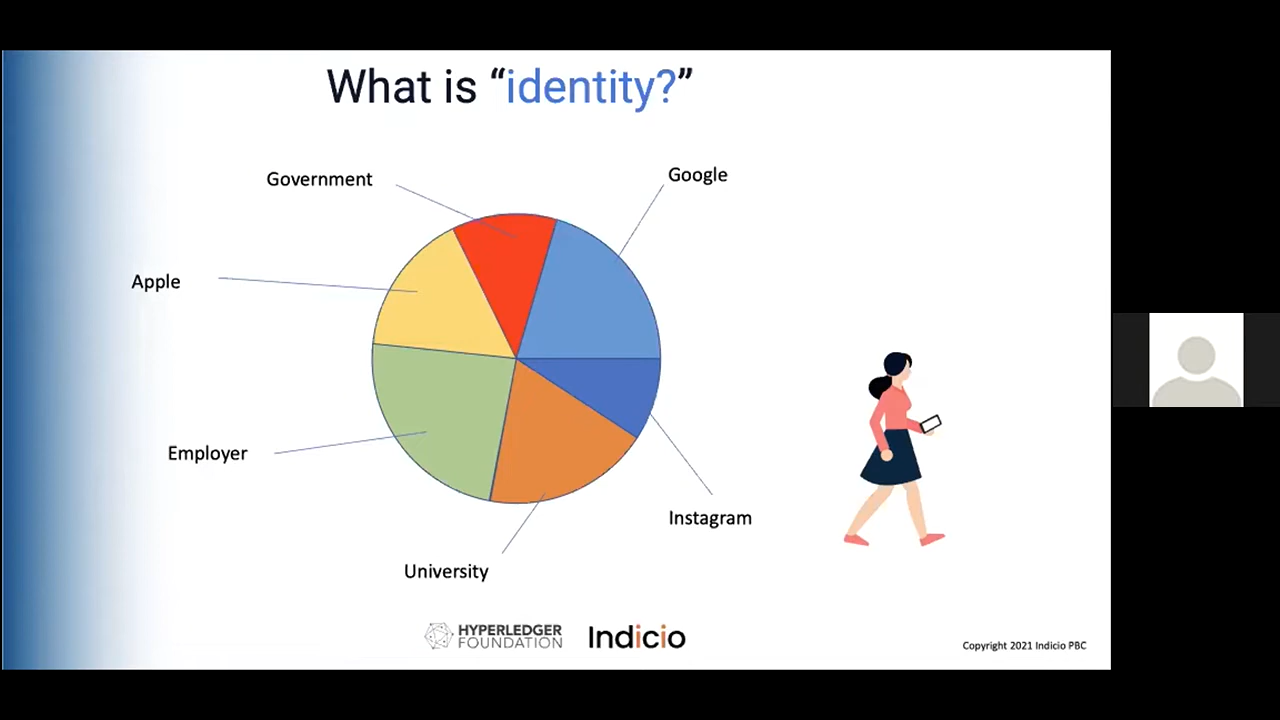 What is “identity?”
Government
Google
Apple
Employer
Instagram
University
HYPERLEDGER
FOUNDATION
Indicio
Copyright 2021 Indicio PBC